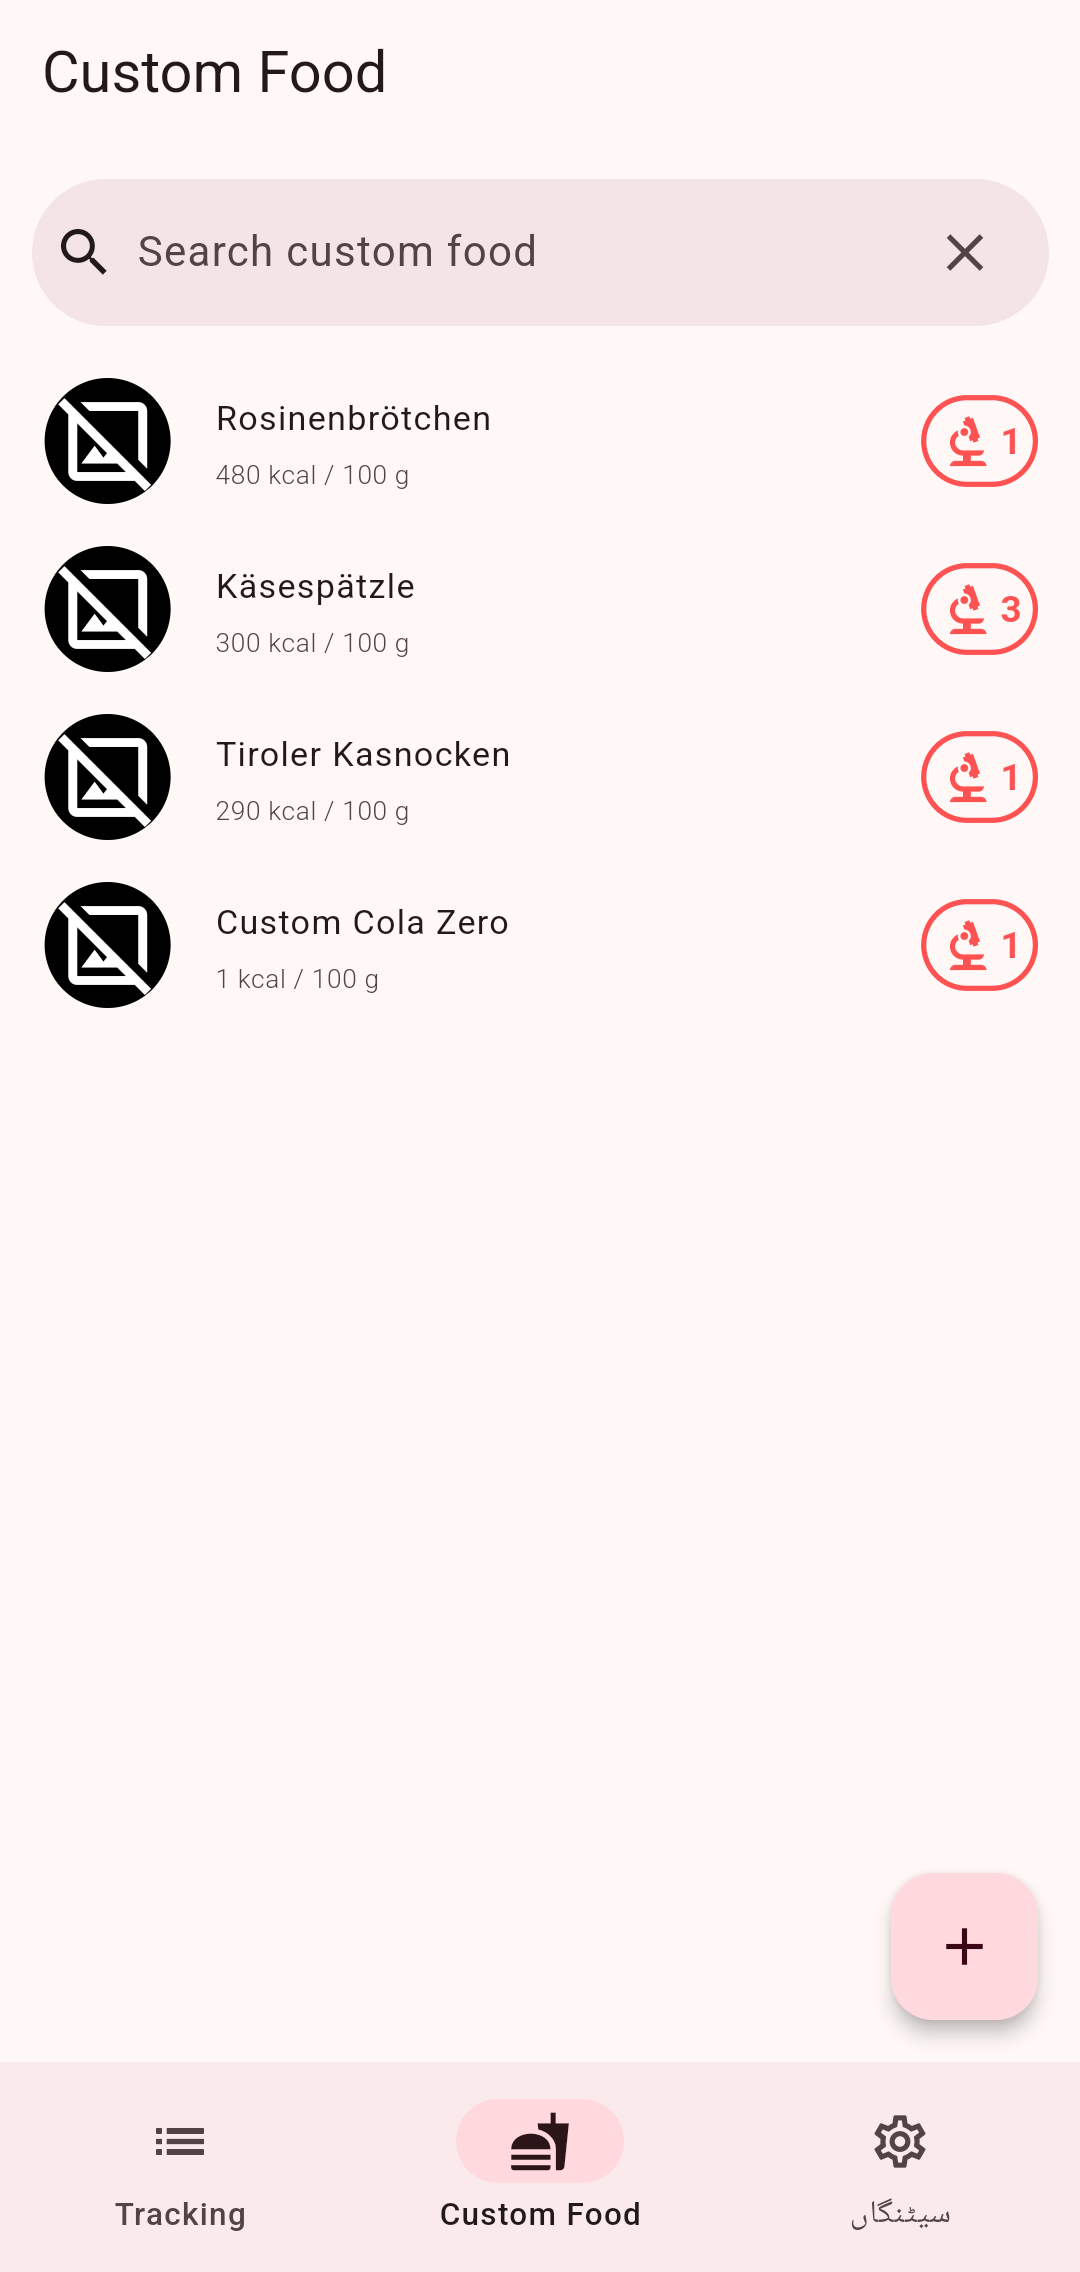 Custom Food
Search custom food
Rosinenbrötchen
480 kcal / 100 g
1
Käsespätzle
300 kcal / 100 g
3
Tiroler Kasnocken
290 kcal / 100 g
1
Custom Cola Zero
1 kcal / 100 g
1
Tracking
Custom Food
سیٹنگاں